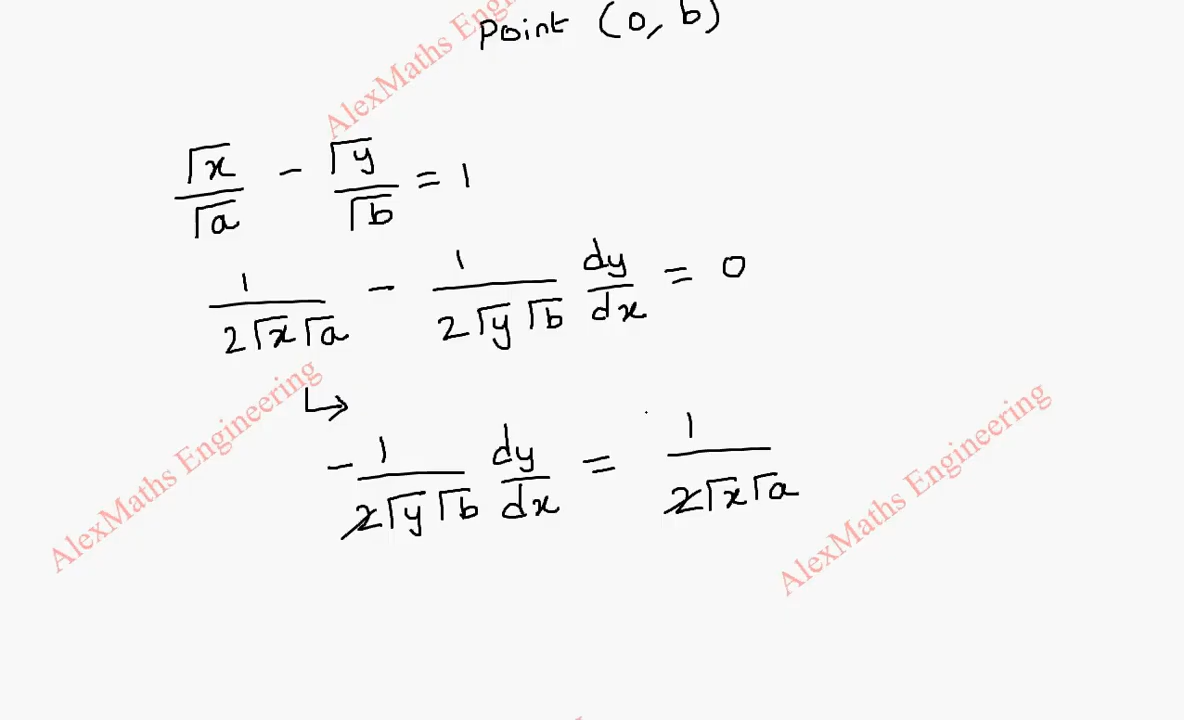 Point (0, b)
AlexMaths Engineering
√x/√a - √y/√b = 1
1/2√x√a - 1/2√y√b dy/dx = 0
↳ -1/2√y√b dy/dx = 1/2√x√a
AlexMaths Engineering
AlexMaths Engineering